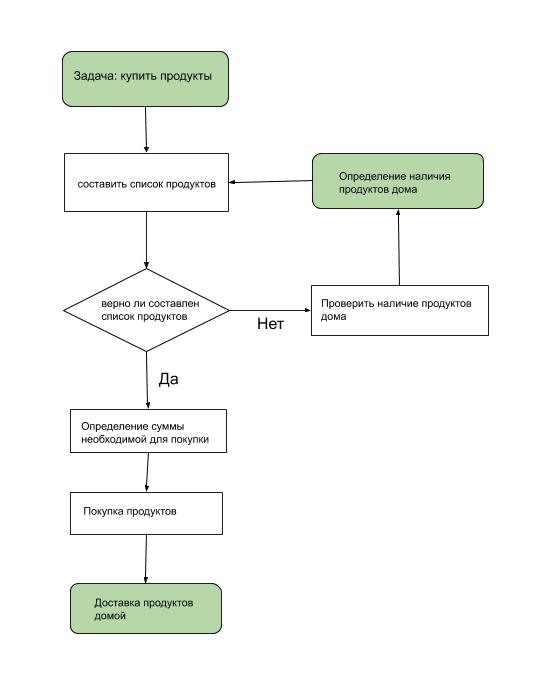 Задача: купить продукты
составить список продуктов
Определение наличия
продуктов дома
верно ли составлен
список продуктов
Нет
Проверить наличие продуктов
дома
Да
Определение суммы
необходимой для покупки
Покупка продуктов
Доставка продуктов
домой